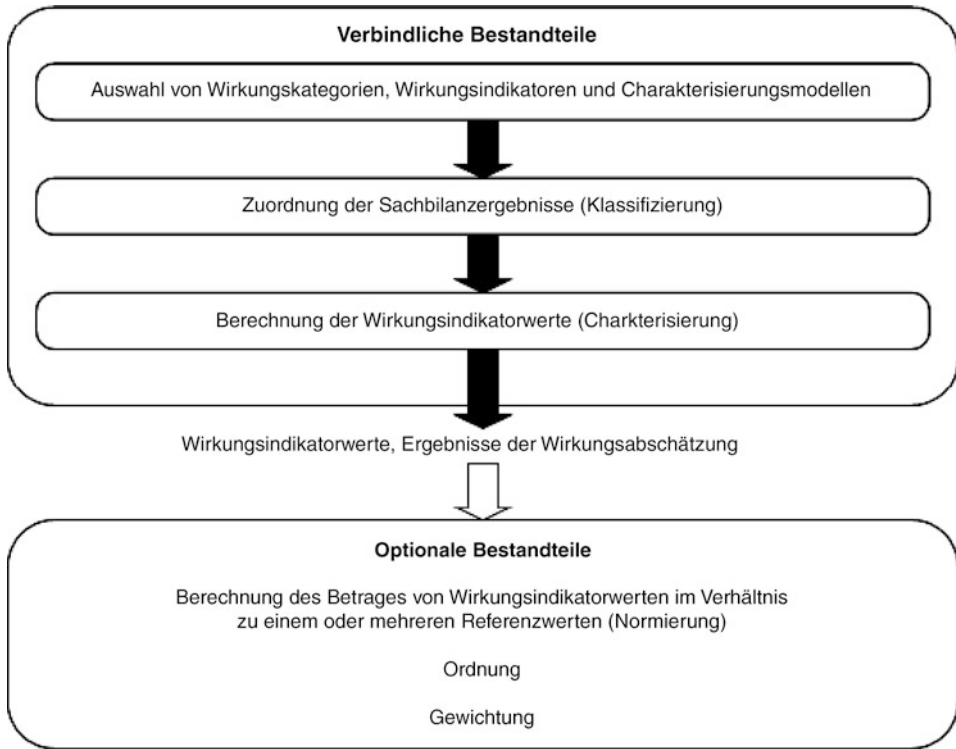 Verbindliche Bestandteile
Auswahl von Wirkungskategorien, Wirkungsindikatoren und Charakterisierungsmodellen
Zuordnung der Sachbilanzergebnisse (Klassifizierung)
Berechnung der Wirkungsindikatorwerte (Charkterisierung)
Wirkungsindikatorwerte, Ergebnisse der Wirkungsabschätzung
Optionale Bestandteile
Berechnung des Betrages von Wirkungsindikatorwerten im Verhältnis
zu einem oder mehreren Referenzwerten (Normierung)
Ordnung
Gewichtung